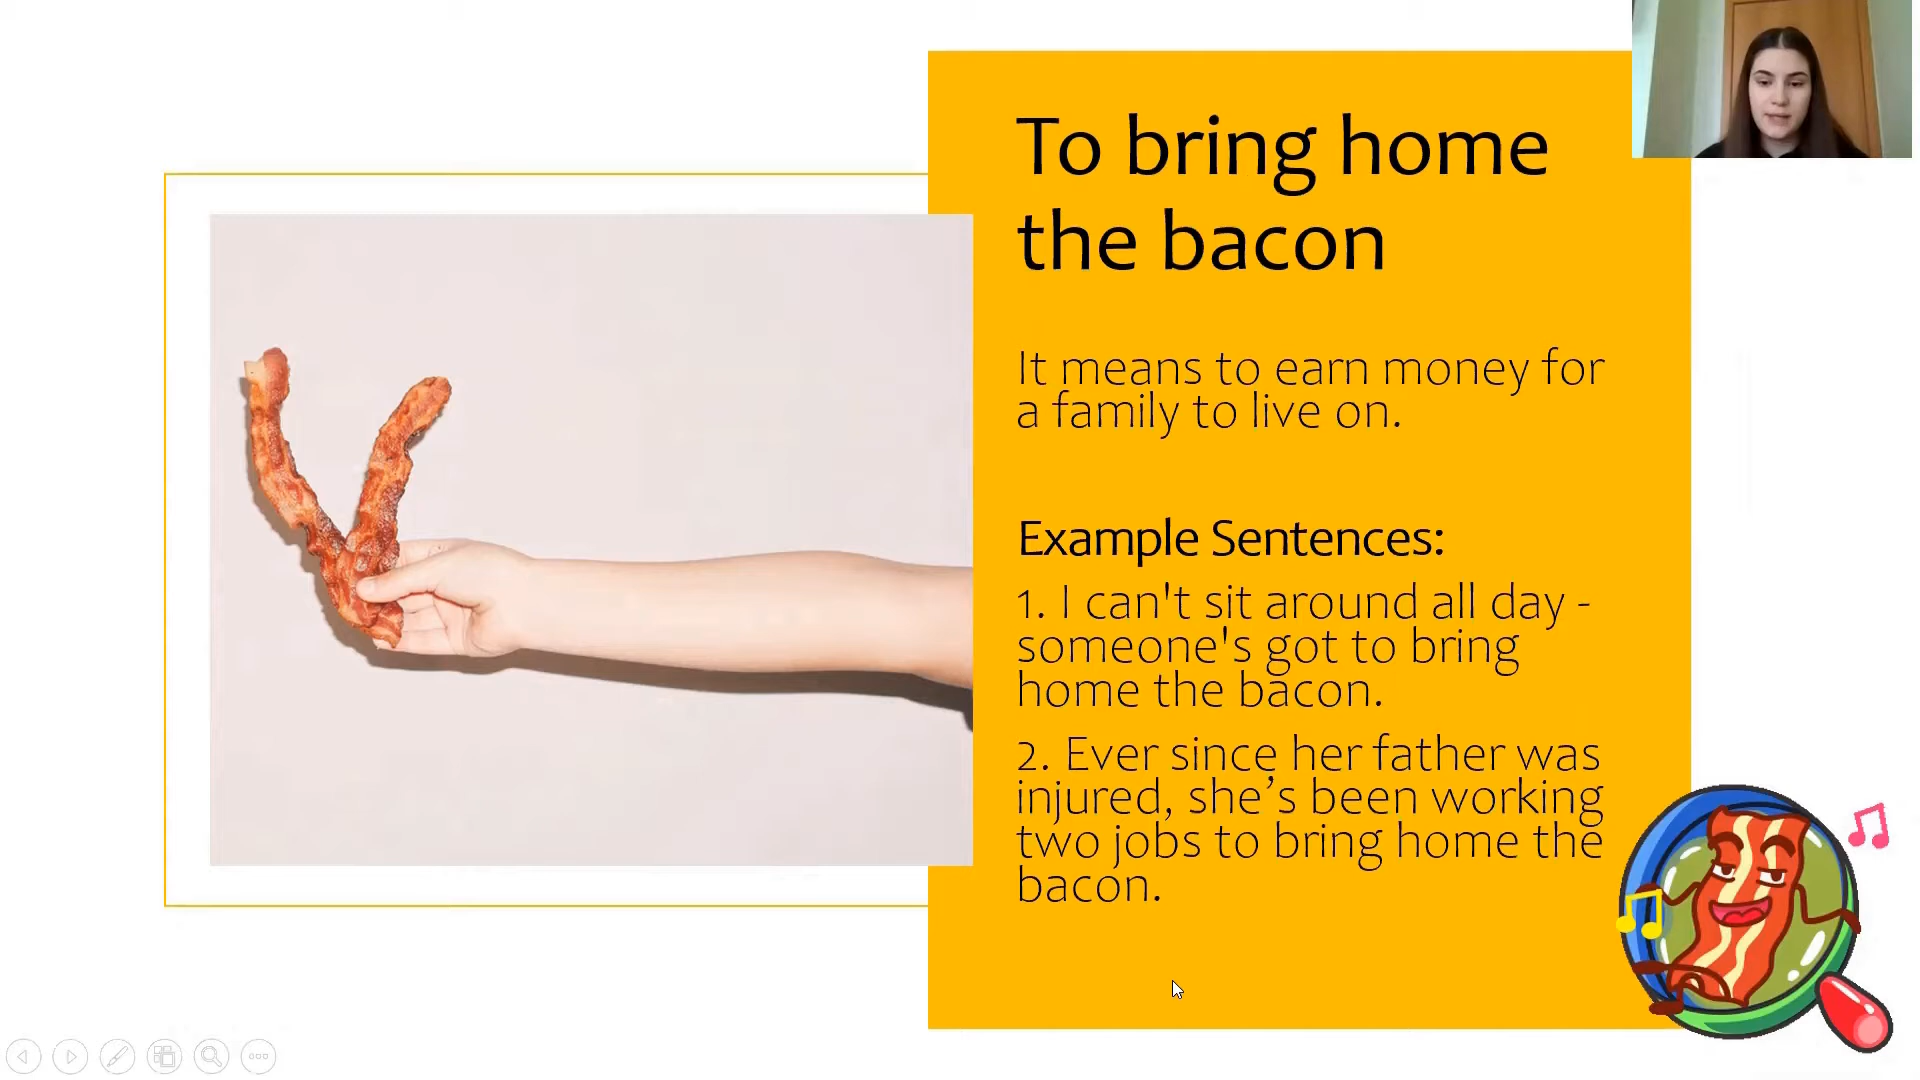 To bring home
the bacon
It means to earn money for
a family to live on.
Example Sentences:
1. I can't sit around all day -
someone's got to bring
home the bacon.
2. Ever since her father was
injured, she’s been working
two jobs to bring home the
bacon.